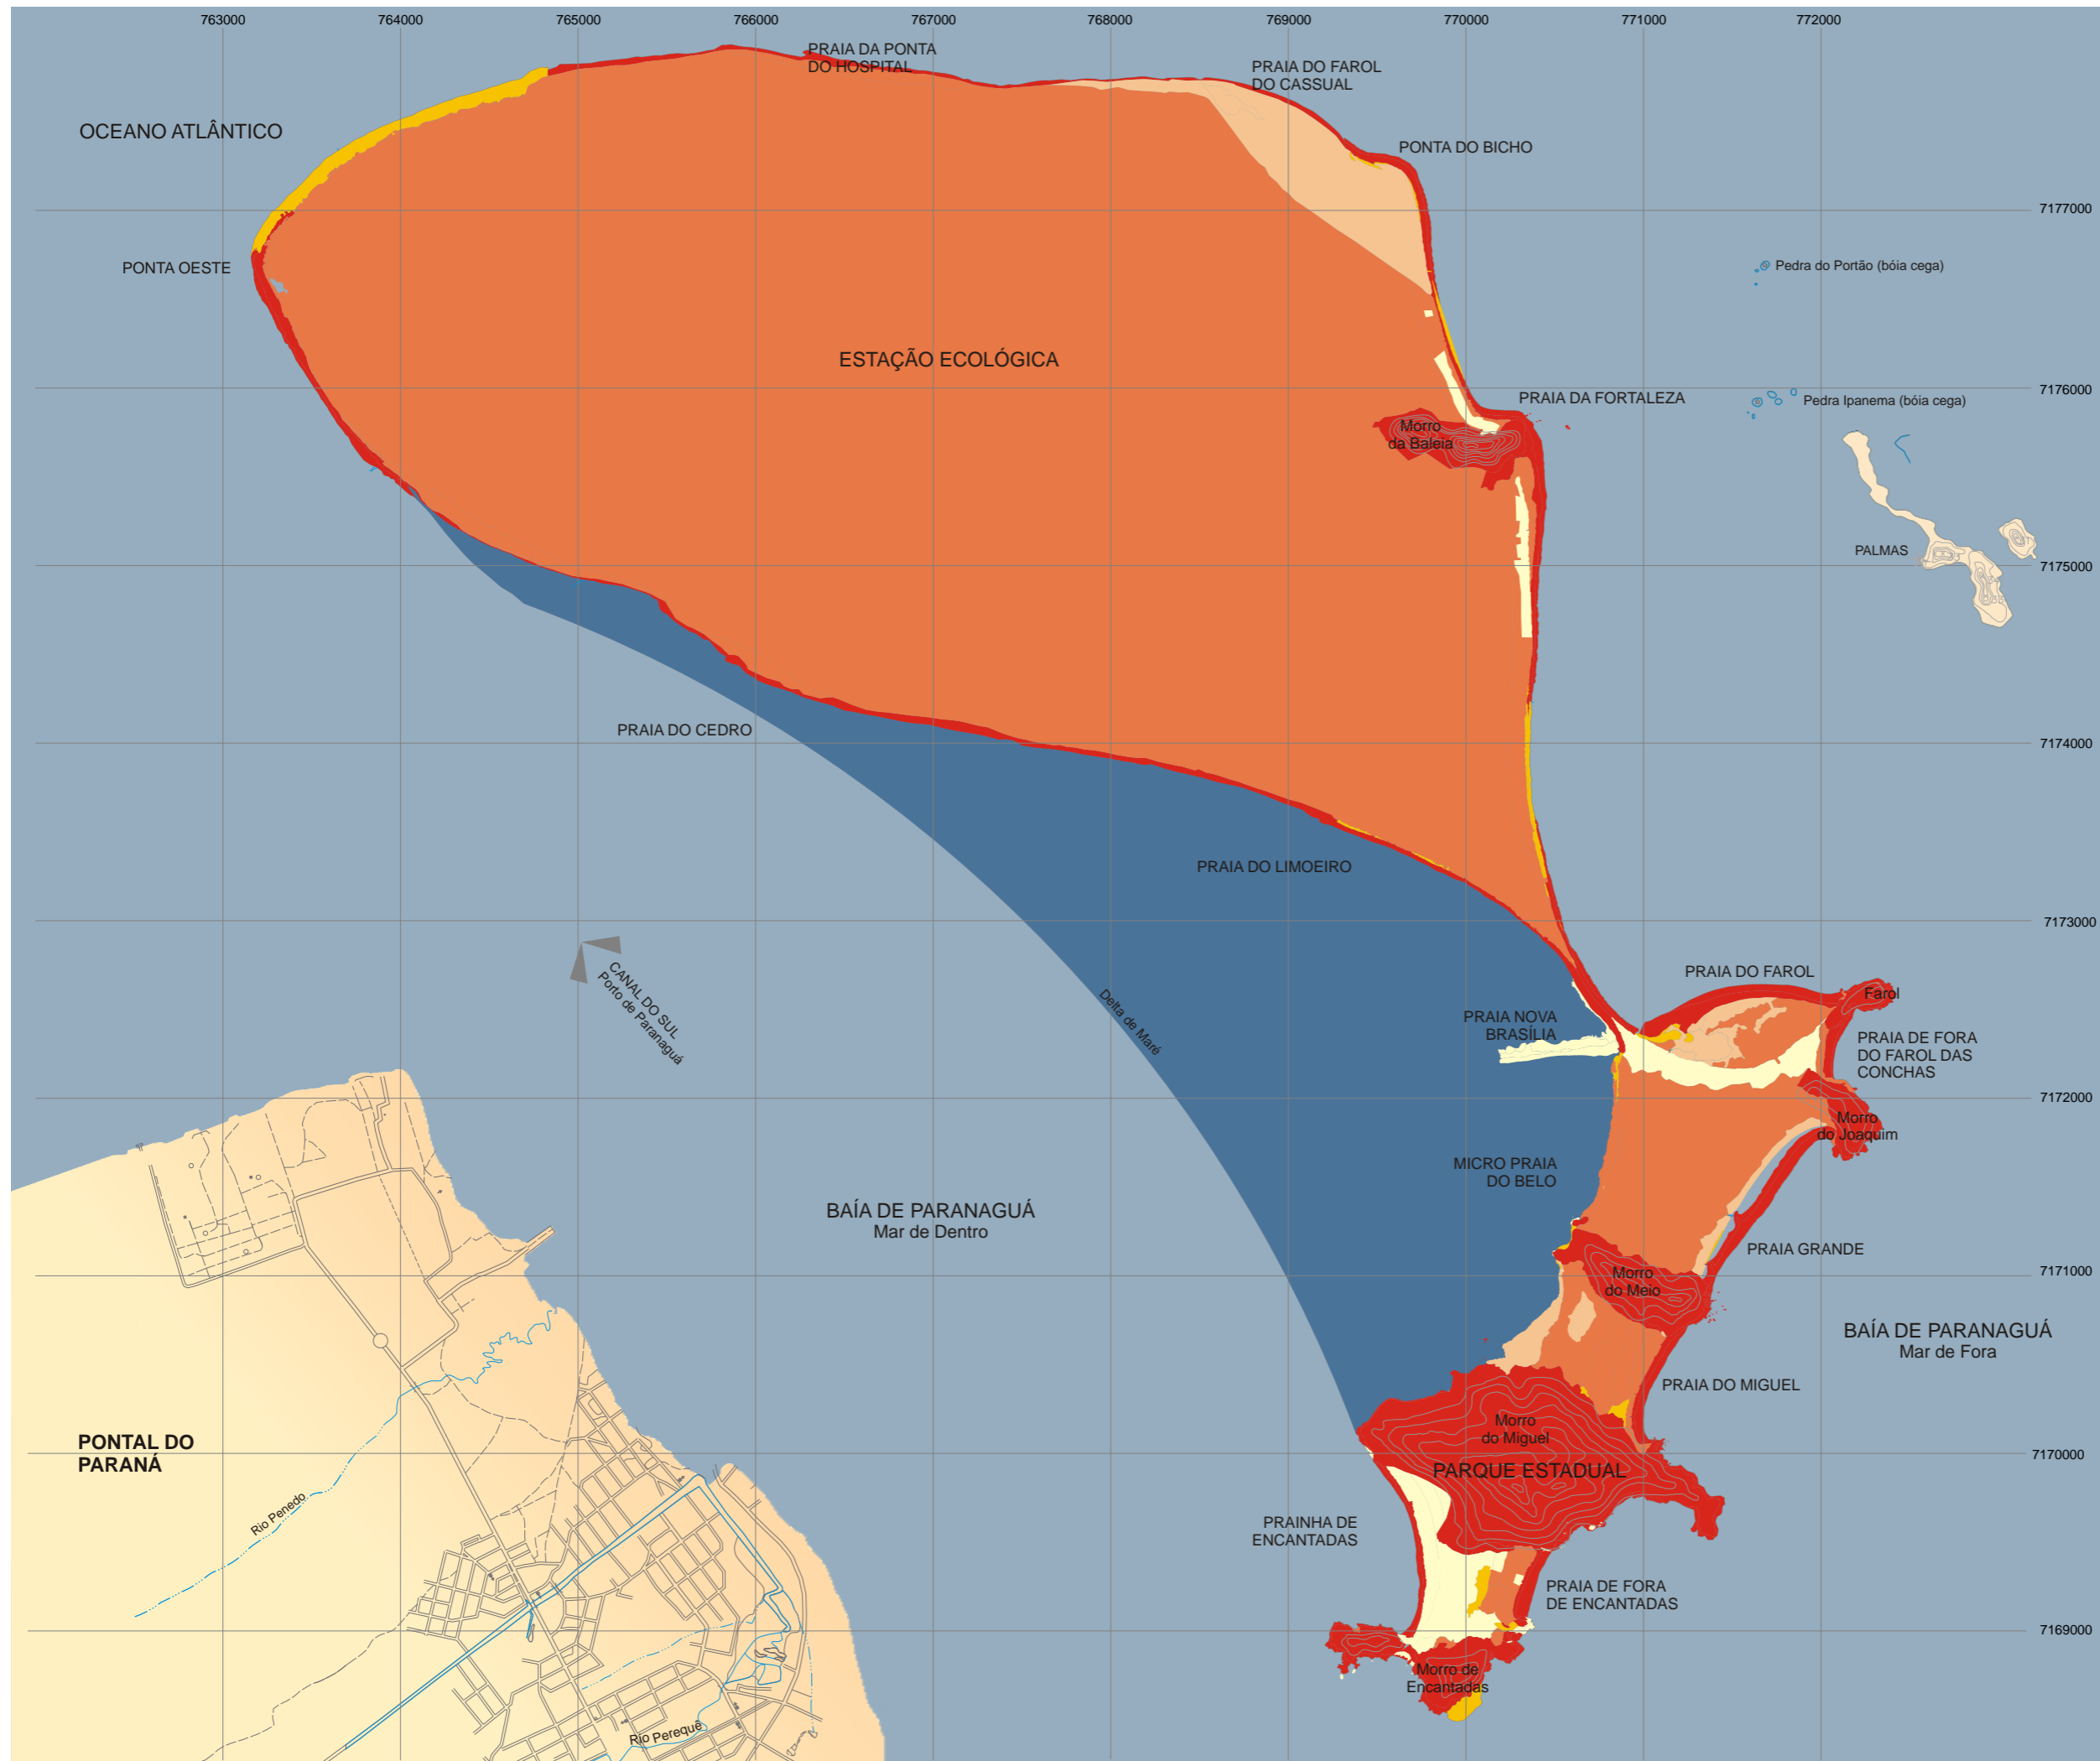 763000
764000
765000
766000
767000
768000
769000
770000
771000
772000
PRAIA DA PONTA
DO HOSPITAL
PRAIA DO FAROL
DO CASSUAL
OCEANO ATLÂNTICO
PONTA DO BICHO
7177000
PONTA OESTE
Pedra do Portão (bóia cega)
ESTAÇÃO ECOLÓGICA
7176000
PRAIA DA FORTALEZA
Pedra Ipanema (bóia cega)
Morro
da Baleia
PALMAS
7175000
PRAIA DO CEDRO
7174000
PRAIA DO LIMOEIRO
7173000
CANAL DO SUL
Porto de Paranaguá
Delta de Maré
PRAIA DO FAROL
Farol
PRAIA NOVA
BRASÍLIA
PRAIA DE FORA
DO FAROL DAS
CONCHAS
7172000
Morro
do Joaquim
MICRO PRAIA
DO BELO
BAÍA DE PARANAGUÁ
Mar de Dentro
PRAIA GRANDE
7171000
Morro
do Meio
BAÍA DE PARANAGUÁ
Mar de Fora
PRAIA DO MIGUEL
Morro
do Miguel
PONTAL DO
PARANÁ
7170000
PARQUE ESTADUAL
Rio Penedo
PRAINHA DE
ENCANTADAS
PRAIA DE FORA
DE ENCANTADAS
7169000
Morro de
Encantadas
Rio Perequê